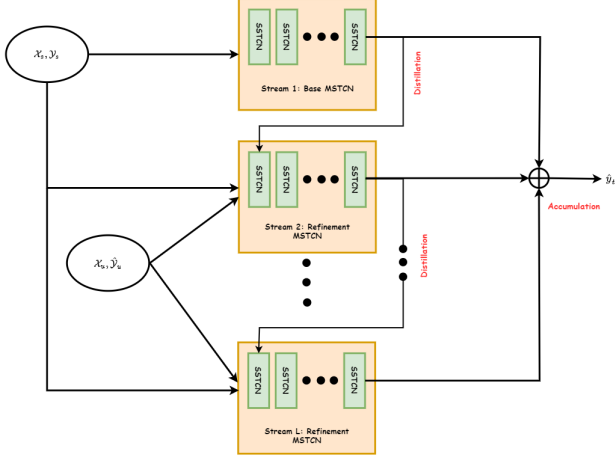 SSTCN SSTCN SSTCN
𝒳ₛ, 𝒴ₛ
Stream 1: Base MSTCN
Distillation
SSTCN SSTCN SSTCN
ŷₜ
Accumulation
Stream 2: Refinement
MSTCN
𝒳ᵤ, 𝒴̂ᵤ
Distillation
SSTCN SSTCN SSTCN
Stream L: Refinement
MSTCN